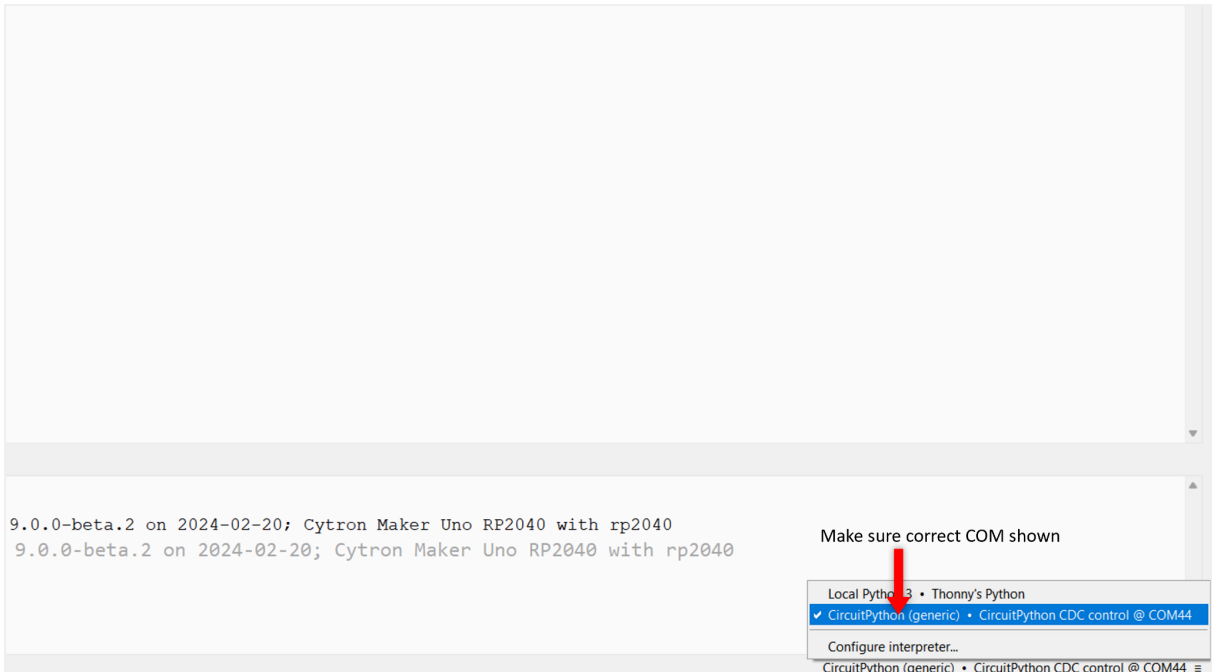 9.0.0-beta.2 on 2024-02-20; Cytron Maker Uno RP2040 with rp2040
9.0.0-beta.2 on 2024-02-20; Cytron Maker Uno RP2040 with rp2040
Make sure correct COM shown
Local Python 3 • Thonny's Python
✓ CircuitPython (generic) • CircuitPython CDC control @ COM44
Configure interpreter...
CircuitPython (generic) • CircuitPython CDC control @ COM44 ≡